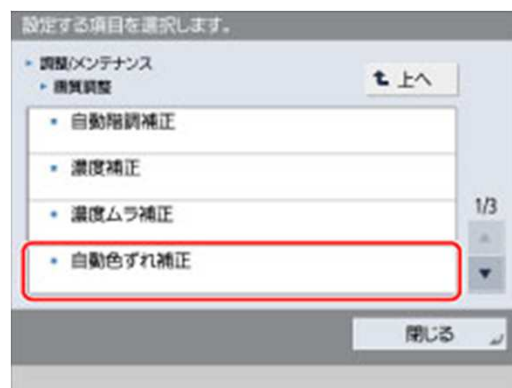 設定する項目を選択します。
調整/メンテナンス
画質調整
上へ
自動階調補正
濃度補正
濃度ムラ補正
自動色ずれ補正
1/3
閉じる